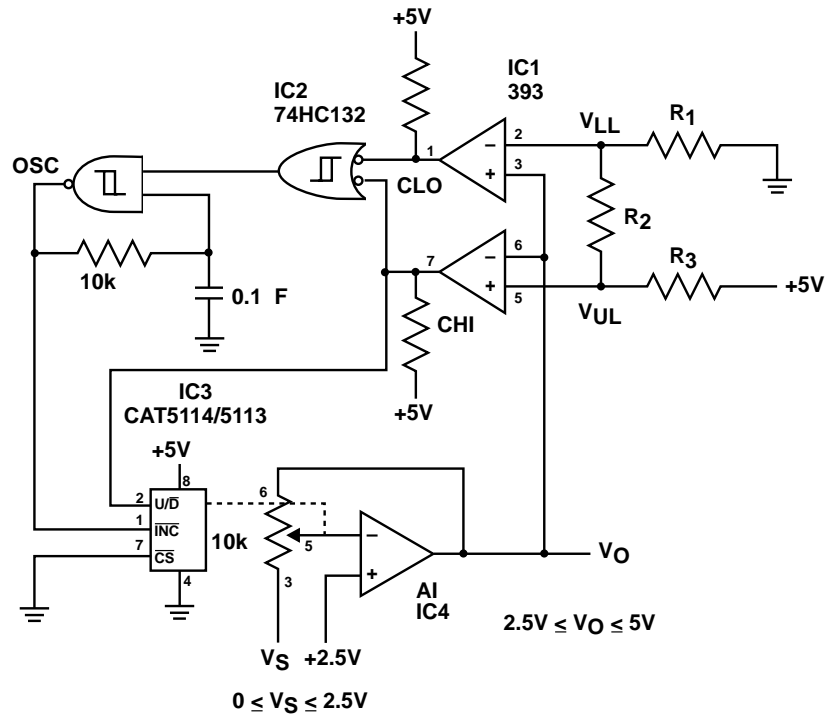 +5V
IC1
393
IC2
74HC132
OSC
1
CLO
2
3
−
+
VLL
R1
R2
R3
+5V
VUL
7
6
5
−
+
CHI
+5V
10k
0.1 F
IC3
CAT5114/5113
+5V
8
2 U/D̅
1 I̅N̅C̅
7 C̅S̅
4
10k
6
5
3
−
+
AI
IC4
VO
2.5V ≤ VO ≤ 5V
VS +2.5V
0 ≤ VS ≤ 2.5V